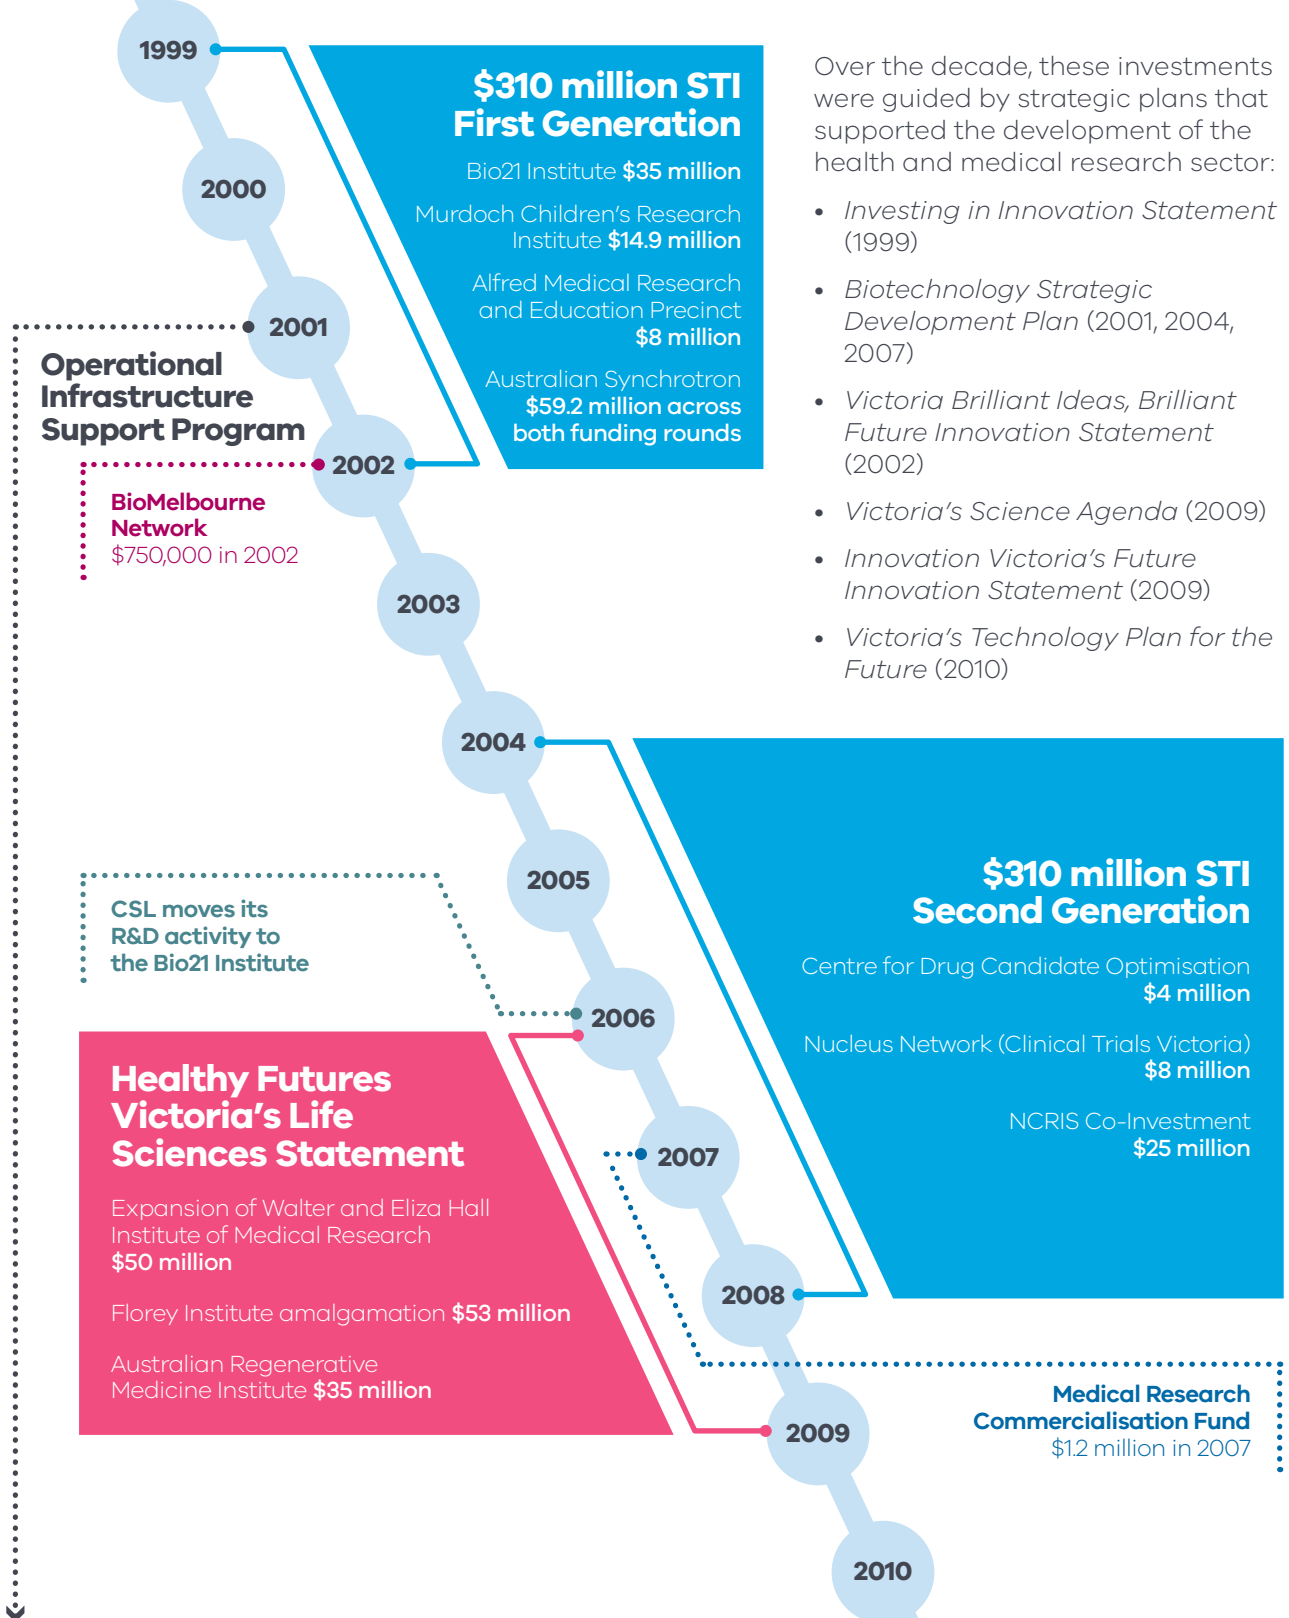 1999
$310 million STI
First Generation
Bio21 Institute $35 million
Murdoch Children's Research
Institute $14.9 million
Alfred Medical Research
and Education Precinct
$8 million
Australian Synchrotron
$59.2 million across
both funding rounds
Over the decade, these investments
were guided by strategic plans that
supported the development of the
health and medical research sector:
• Investing in Innovation Statement
(1999)
• Biotechnology Strategic
Development Plan (2001, 2004,
2007)
• Victoria Brilliant Ideas, Brilliant
Future Innovation Statement
(2002)
• Victoria's Science Agenda (2009)
• Innovation Victoria's Future
Innovation Statement (2009)
• Victoria's Technology Plan for the
Future (2010)
2000
2001
Operational
Infrastructure
Support Program
2002
BioMelbourne
Network
$750,000 in 2002
2003
2004
$310 million STI
Second Generation
Centre for Drug Candidate Optimisation
$4 million
Nucleus Network (Clinical Trials Victoria)
$8 million
NCRIS Co-Investment
$25 million
2005
CSL moves its
R&D activity to
the Bio21 Institute
2006
Healthy Futures
Victoria's Life
Sciences Statement
Expansion of Walter and Eliza Hall
Institute of Medical Research
$50 million
Florey Institute amalgamation $53 million
Australian Regenerative
Medicine Institute $35 million
2007
2008
Medical Research
Commercialisation Fund
$1.2 million in 2007
2009
2010